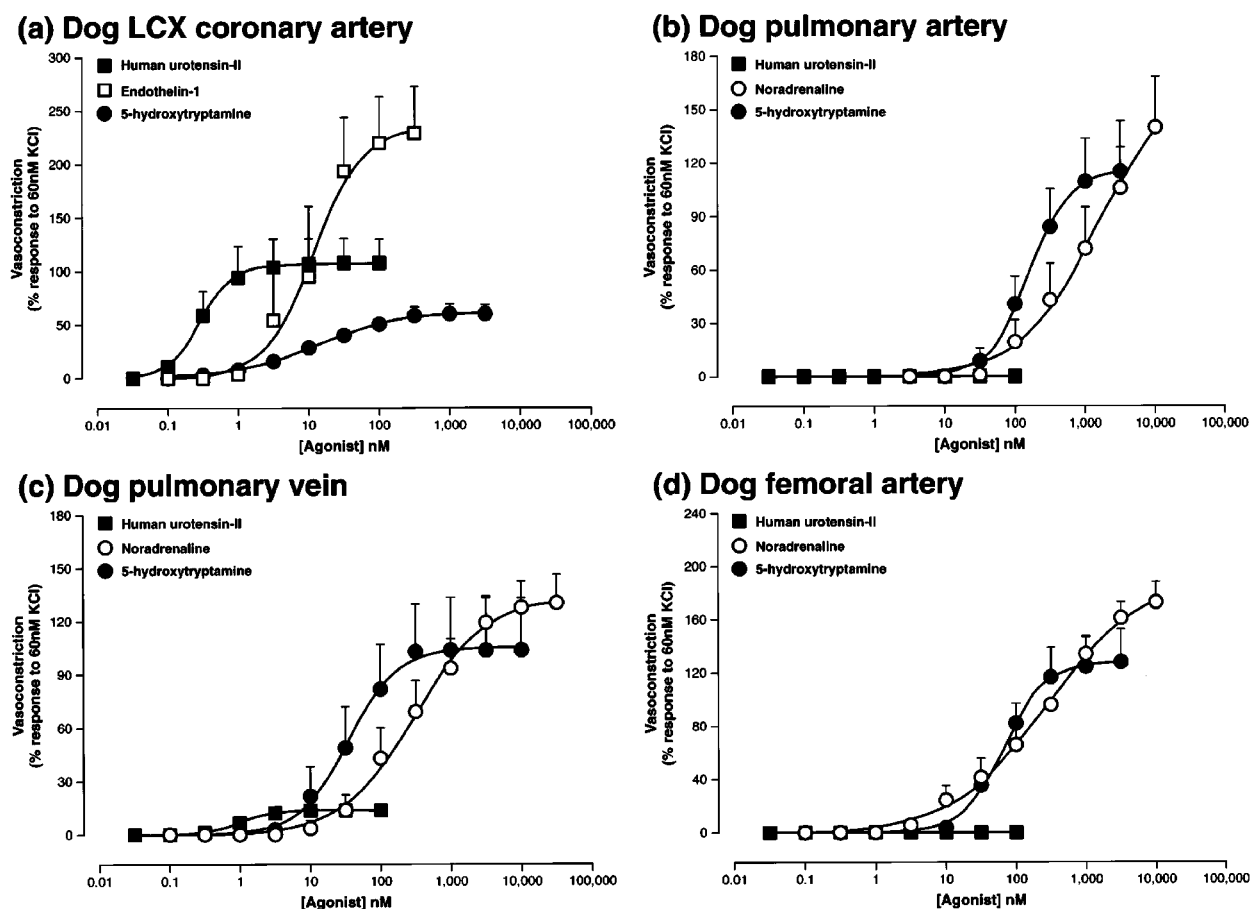 (a) Dog LCX coronary artery
300
250
200
150
100
50
0
Vasoconstriction
(% response to 60nM KCl)
Human urotensin-II
Endothelin-1
5-hydroxytryptamine
0.01 0.1 1 10 100 1,000 10,000 100,000
[Agonist] nM
(b) Dog pulmonary artery
180
150
120
90
60
30
0
Vasoconstriction
(% response to 60nM KCl)
Human urotensin-II
Noradrenaline
5-hydroxytryptamine
0.01 0.1 1 10 100 1,000 10,000 100,000
[Agonist] nM
(c) Dog pulmonary vein
180
150
120
90
60
30
0
Vasoconstriction
(% response to 60nM KCl)
Human urotensin-II
Noradrenaline
5-hydroxytryptamine
0.01 0.1 1 10 100 1,000 10,000 100,000
[Agonist] nM
(d) Dog femoral artery
240
200
160
120
80
40
0
Vasoconstriction
(% response to 60nM KCl)
Human urotensin-II
Noradrenaline
5-hydroxytryptamine
0.01 0.1 1 10 100 1,000 10,000 100,000
[Agonist] nM